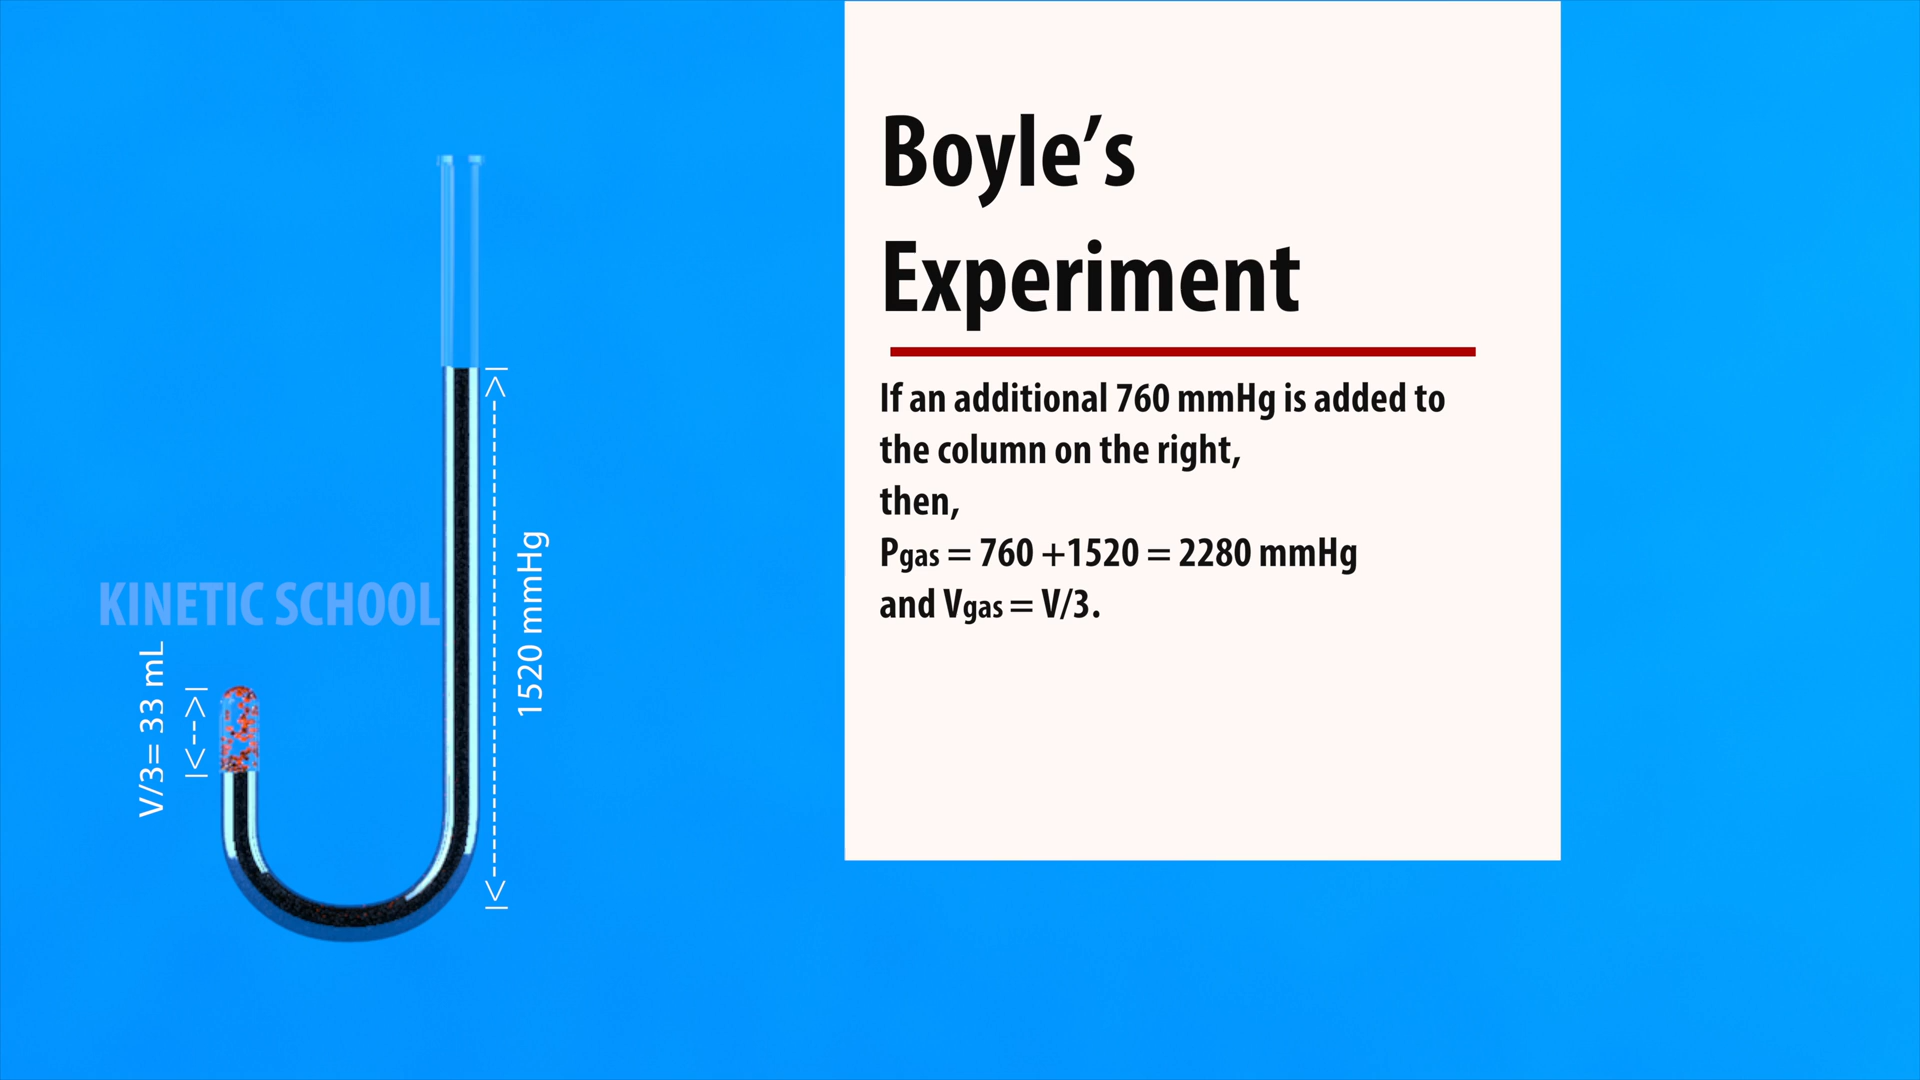 Boyle’s
Experiment
If an additional 760 mmHg is added to
the column on the right,
then,
Pgas = 760 +1520 = 2280 mmHg
and Vgas = V/3.
KINETIC SCHOOL
V/3= 33 mL
1520 mmHg